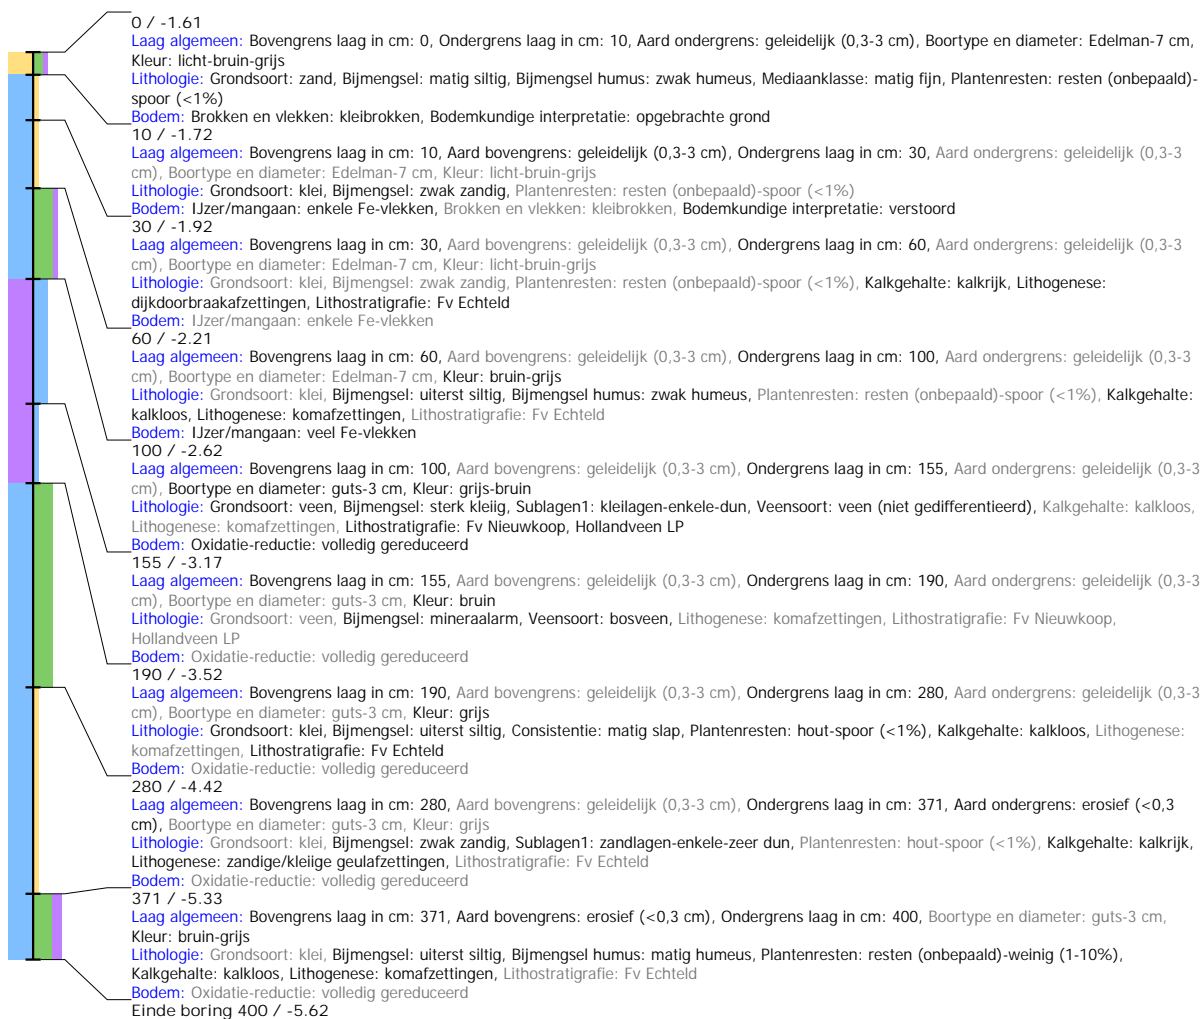 0 / -1.61
Laag algemeen: Bovengrens laag in cm: 0, Ondergrens laag in cm: 10, Aard ondergrens: geleidelijk (0,3-3 cm), Boortype en diameter: Edelman-7 cm,
Kleur: licht-bruin-grijs
Lithologie: Grondsoort: zand, Bijmengsel: matig siltig, Bijmengsel humus: zwak humeus, Mediaanklasse: matig fijn, Plantenresten: resten (onbepaald)-
spoor (<1%)
Bodem: Brokken en vlekken: kleibrokken, Bodemkundige interpretatie: opgebrachte grond
10 / -1.72
Laag algemeen: Bovengrens laag in cm: 10, Aard bovengrens: geleidelijk (0,3-3 cm), Ondergrens laag in cm: 30, Aard ondergrens: geleidelijk (0,3-3
cm), Boortype en diameter: Edelman-7 cm, Kleur: licht-bruin-grijs
Lithologie: Grondsoort: klei, Bijmengsel: zwak zandig, Plantenresten: resten (onbepaald)-spoor (<1%)
Bodem: IJzer/mangaan: enkele Fe-vlekken, Brokken en vlekken: kleibrokken, Bodemkundige interpretatie: verstoord
30 / -1.92
Laag algemeen: Bovengrens laag in cm: 30, Aard bovengrens: geleidelijk (0,3-3 cm), Ondergrens laag in cm: 60, Aard ondergrens: geleidelijk (0,3-3
cm), Boortype en diameter: Edelman-7 cm, Kleur: licht-bruin-grijs
Lithologie: Grondsoort: klei, Bijmengsel: zwak zandig, Plantenresten: resten (onbepaald)-spoor (<1%), Kalkgehalte: kalkrijk, Lithogenese:
dijkdoorbraakafzettingen, Lithostratigrafie: Fv Echteld
Bodem: IJzer/mangaan: enkele Fe-vlekken
60 / -2.21
Laag algemeen: Bovengrens laag in cm: 60, Aard bovengrens: geleidelijk (0,3-3 cm), Ondergrens laag in cm: 100, Aard ondergrens: geleidelijk (0,3-3
cm), Boortype en diameter: Edelman-7 cm, Kleur: bruin-grijs
Lithologie: Grondsoort: klei, Bijmengsel: uiterst siltig, Bijmengsel humus: zwak humeus, Plantenresten: resten (onbepaald)-spoor (<1%), Kalkgehalte:
kalkloos, Lithogenese: komafzettingen, Lithostratigrafie: Fv Echteld
Bodem: IJzer/mangaan: veel Fe-vlekken
100 / -2.62
Laag algemeen: Bovengrens laag in cm: 100, Aard bovengrens: geleidelijk (0,3-3 cm), Ondergrens laag in cm: 155, Aard ondergrens: geleidelijk (0,3-3
cm), Boortype en diameter: guts-3 cm, Kleur: grijs-bruin
Lithologie: Grondsoort: veen, Bijmengsel: sterk kleiig, Sublagen1: kleilagen-enkele-dun, Veensoort: veen (niet gedifferentieerd), Kalkgehalte: kalkloos,
Lithogenese: komafzettingen, Lithostratigrafie: Fv Nieuwkoop, Hollandveen LP
Bodem: Oxidatie-reductie: volledig gereduceerd
155 / -3.17
Laag algemeen: Bovengrens laag in cm: 155, Aard bovengrens: geleidelijk (0,3-3 cm), Ondergrens laag in cm: 190, Aard ondergrens: geleidelijk (0,3-3
cm), Boortype en diameter: guts-3 cm, Kleur: bruin
Lithologie: Grondsoort: veen, Bijmengsel: mineraalarm, Veensoort: bosveen, Lithogenese: komafzettingen, Lithostratigrafie: Fv Nieuwkoop,
Hollandveen LP
Bodem: Oxidatie-reductie: volledig gereduceerd
190 / -3.52
Laag algemeen: Bovengrens laag in cm: 190, Aard bovengrens: geleidelijk (0,3-3 cm), Ondergrens laag in cm: 280, Aard ondergrens: geleidelijk (0,3-3
cm), Boortype en diameter: guts-3 cm, Kleur: grijs
Lithologie: Grondsoort: klei, Bijmengsel: uiterst siltig, Consistentie: matig slap, Plantenresten: hout-spoor (<1%), Kalkgehalte: kalkloos, Lithogenese:
komafzettingen, Lithostratigrafie: Fv Echteld
Bodem: Oxidatie-reductie: volledig gereduceerd
280 / -4.42
Laag algemeen: Bovengrens laag in cm: 280, Aard bovengrens: geleidelijk (0,3-3 cm), Ondergrens laag in cm: 371, Aard ondergrens: erosief (<0,3
cm), Boortype en diameter: guts-3 cm, Kleur: grijs
Lithologie: Grondsoort: klei, Bijmengsel: zwak zandig, Sublagen1: zandlagen-enkele-zeer dun, Plantenresten: hout-spoor (<1%), Kalkgehalte: kalkrijk,
Lithogenese: zandige/kleiige geulafzettingen, Lithostratigrafie: Fv Echteld
Bodem: Oxidatie-reductie: volledig gereduceerd
371 / -5.33
Laag algemeen: Bovengrens laag in cm: 371, Aard bovengrens: erosief (<0,3 cm), Ondergrens laag in cm: 400, Boortype en diameter: guts-3 cm,
Kleur: bruin-grijs
Lithologie: Grondsoort: klei, Bijmengsel: uiterst siltig, Bijmengsel humus: matig humeus, Plantenresten: resten (onbepaald)-weinig (1-10%),
Kalkgehalte: kalkloos, Lithogenese: komafzettingen, Lithostratigrafie: Fv Echteld
Bodem: Oxidatie-reductie: volledig gereduceerd
Einde boring 400 / -5.62